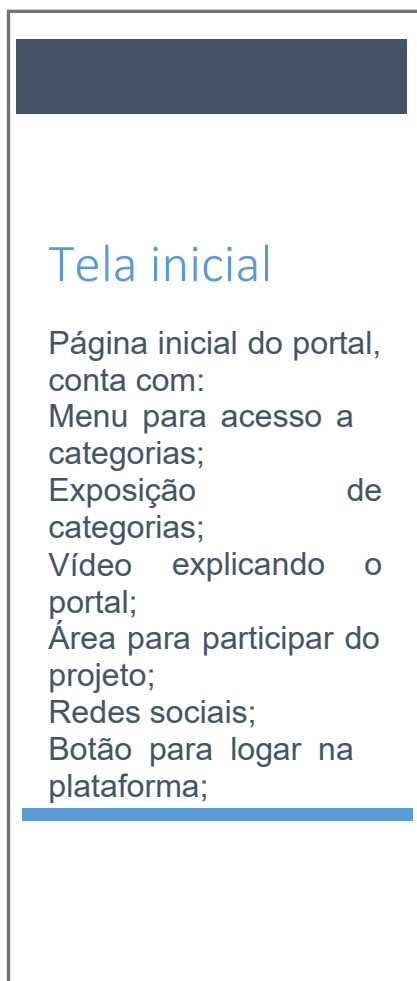 Tela inicial
Página inicial do portal,
conta com:
Menu para acesso a
categorias;
Exposição de
categorias;
Vídeo explicando o
portal;
Área para participar do
projeto;
Redes sociais;
Botão para logar na
plataforma;